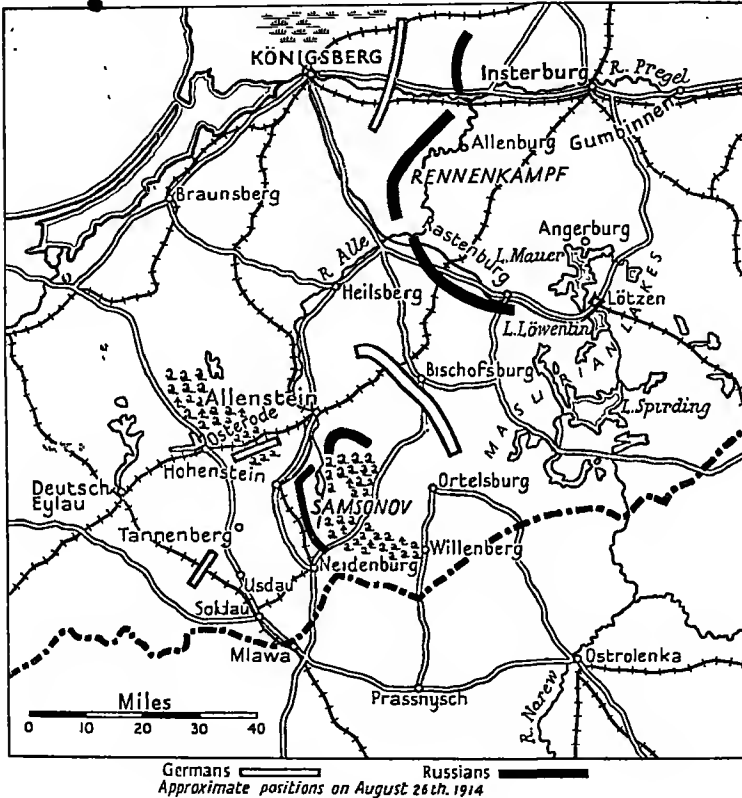 KÖNIGSBERG
Insterburg
R. Pregel
Gumbinnen
Allenburg
RENNENKAMPF
Braunsberg
Rastenburg
Angerburg
L. Mauer
R. Alle
Heilsberg
Lötzen
L. Löwentin
MASURIAN LAKES
Bischofsburg
L. Spirding
Allenstein
Osterode
Hohenstein
Deutsch
Eylau
SAMSONOV
Ortelsburg
Tannenberg
Willenberg
Neidenburg
Usdau
Soldau
Mlawa
Ostrolenka
Prassnysch
R. Narew
Miles
0 10 20 30 40
Germans Russians
Approximate positions on August 26th. 1914